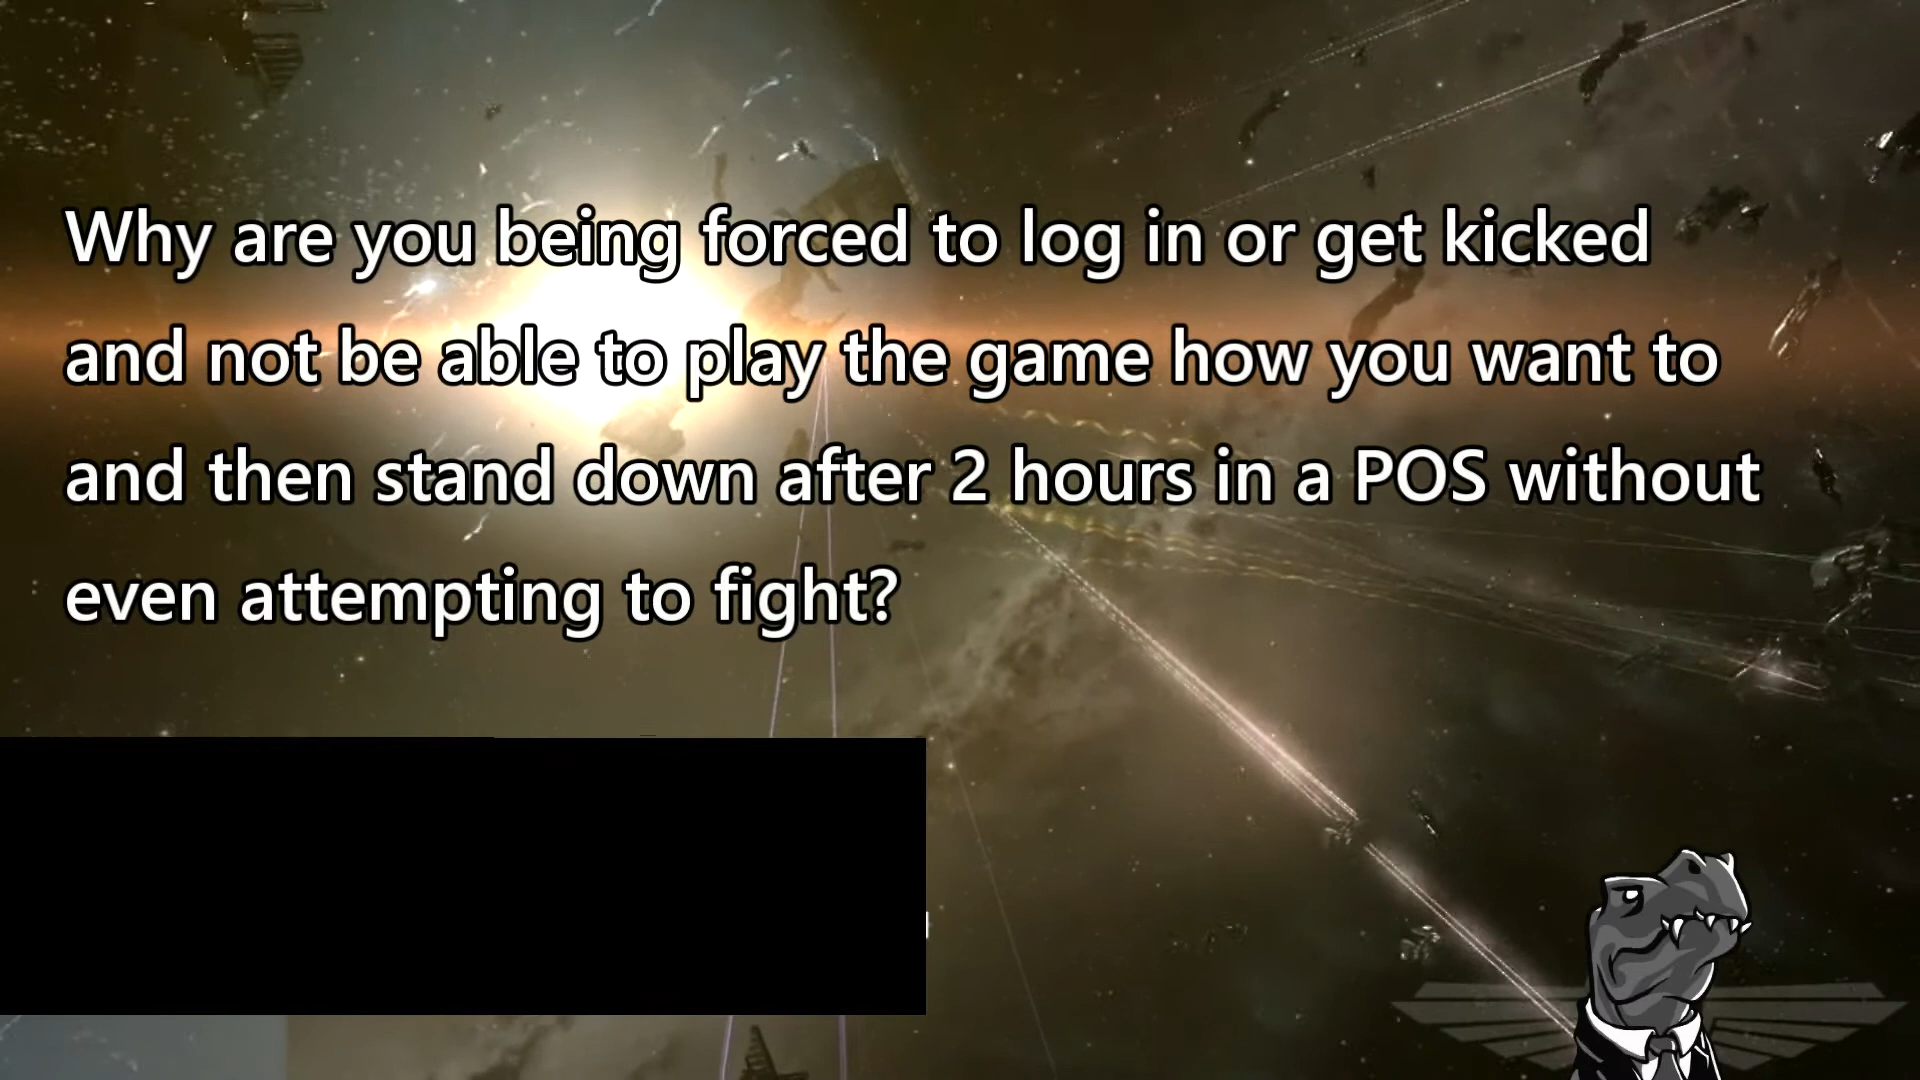 Why are you being forced to log in or get kicked
and not be able to play the game how you want to
and then stand down after 2 hours in a POS without
even attempting to fight?